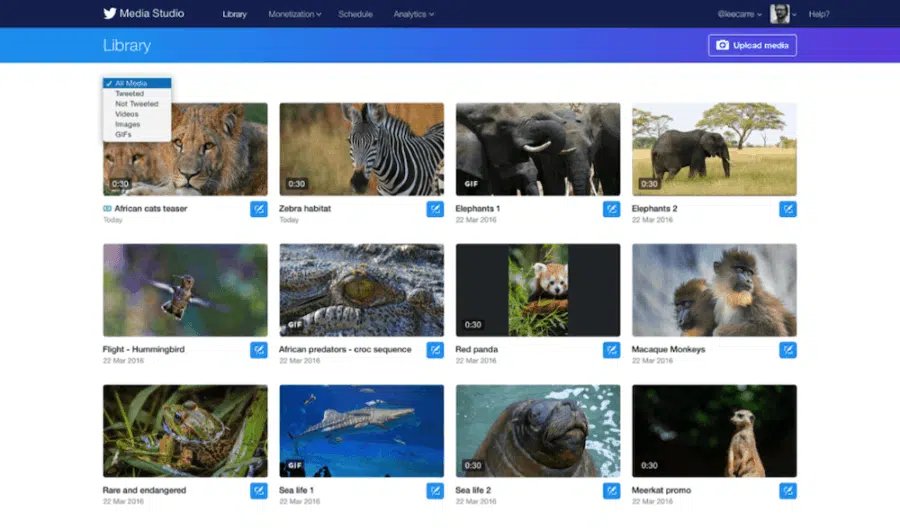 Media Studio
Library
Monetization
Schedule
Analytics
@leecarre
Help?
Library
Upload media
All Media
Tweeted
Not Tweeted
Videos
Images
GIFs
0:30
0:30
GIF
0:30
African cats teaser
Zebra habitat
Elephants 1
Elephants 2
Today
Today
22 Mar 2016
22 Mar 2016
GIF
0:30
Flight - Hummingbird
African predators - croc sequence
Red panda
Macaque Monkeys
22 Mar 2016
22 Mar 2016
22 Mar 2016
22 Mar 2016
GIF
0:30
0:30
Rare and endangered
Sea life 1
Sea life 2
Meerkat promo
22 Mar 2016
22 Mar 2016
22 Mar 2016
22 Mar 2016